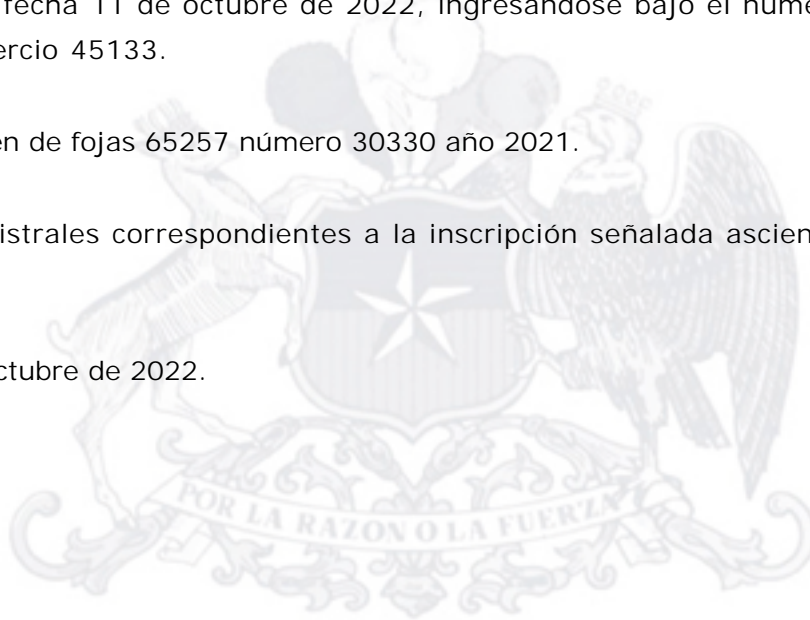 fecha 11 de octubre de 2022, ingresándose bajo el núme
ercio 45133.
en de fojas 65257 número 30330 año 2021.
istrales correspondientes a la inscripción señalada ascien
ctubre de 2022.
POR LA RAZON O LA FUERZA